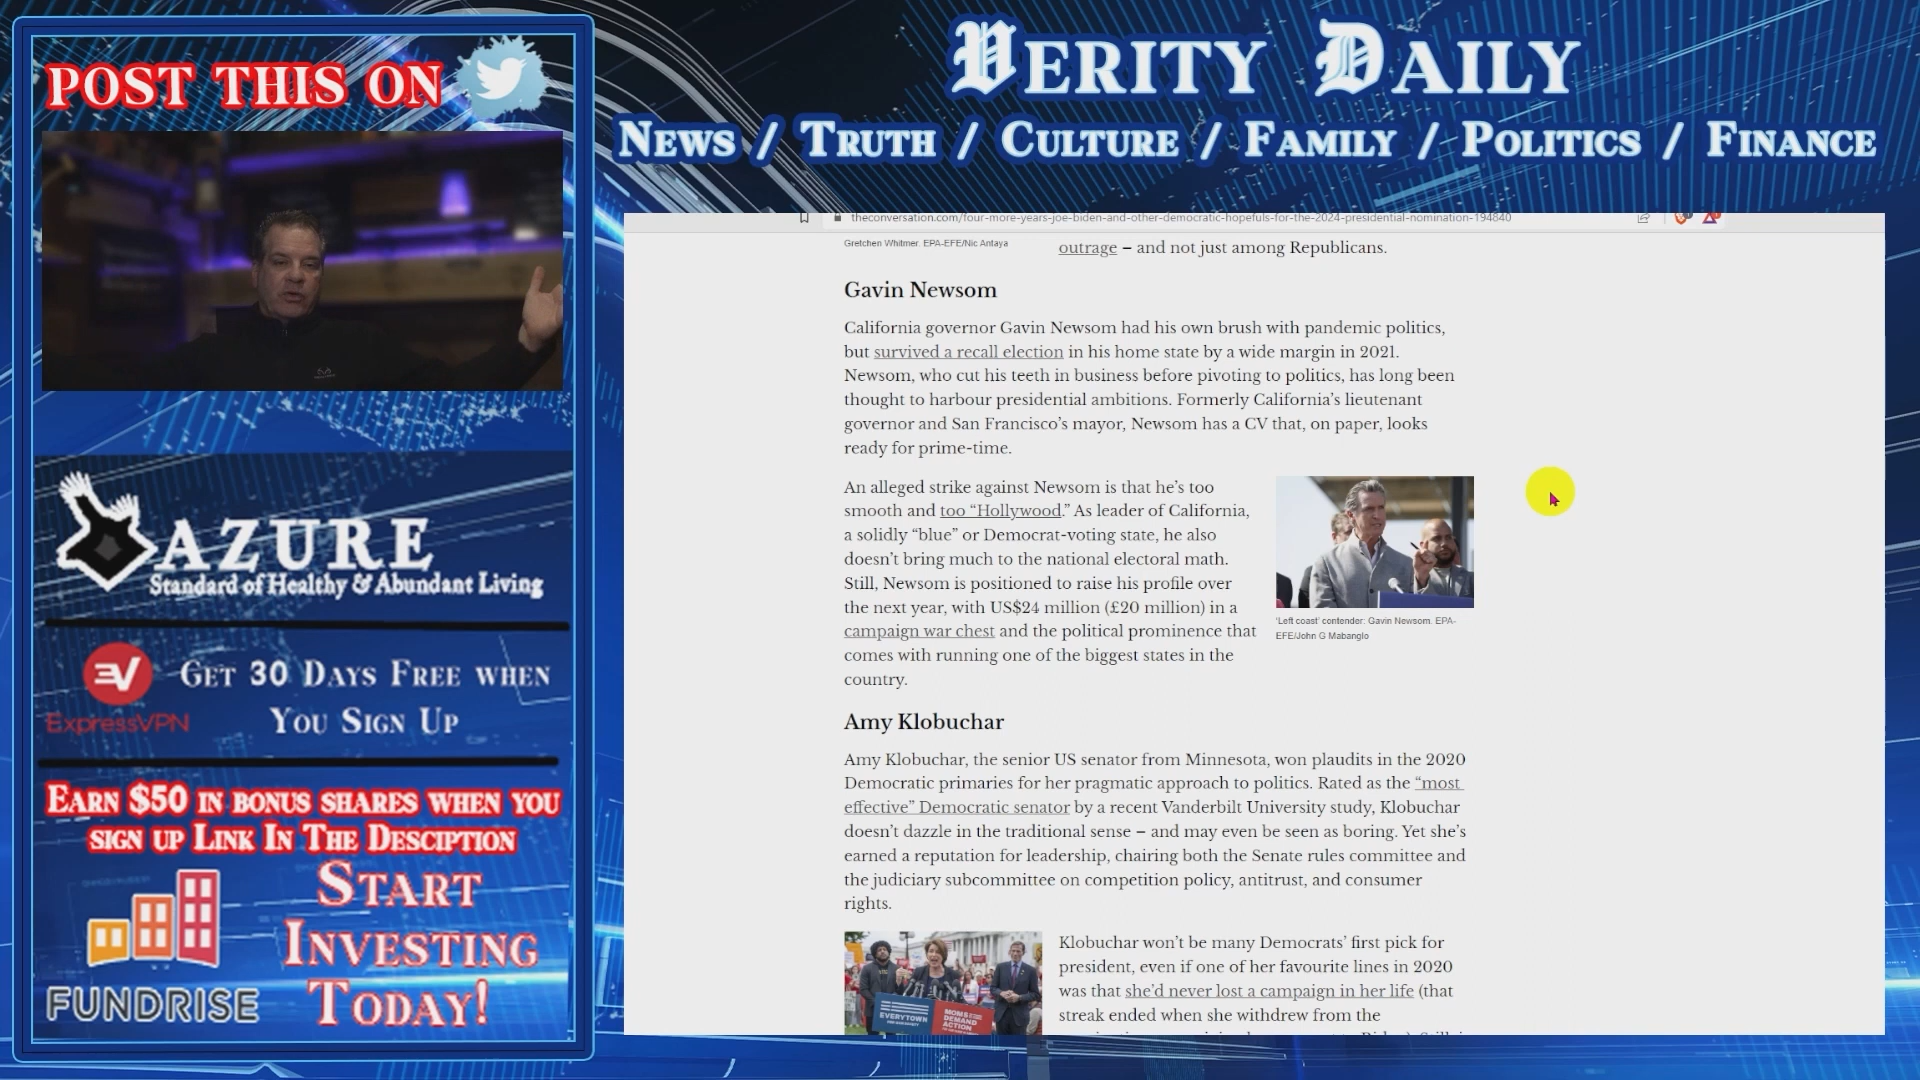 POST THIS ON
AZURE
Standard of Healthy & Abundant Living
ExpressVPN
GET 30 DAYS FREE WHEN
YOU SIGN UP
EARN $50 IN BONUS SHARES WHEN YOU
SIGN UP LINK IN THE DESCIPTION
FUNDRISE
START
INVESTING
TODAY!
VERITY DAILY
NEWS / TRUTH / CULTURE / FAMILY / POLITICS / FINANCE
theconversation.com/four-more-years-joe-biden-and-other-democratic-hopefuls-for-the-2024-presidential-nomination-194840
Gretchen Whitmer. EPA-EFE/Nic Antaya
outrage – and not just among Republicans.
Gavin Newsom
California governor Gavin Newsom had his own brush with pandemic politics,
but survived a recall election in his home state by a wide margin in 2021.
Newsom, who cut his teeth in business before pivoting to politics, has long been
thought to harbour presidential ambitions. Formerly California’s lieutenant
governor and San Francisco’s mayor, Newsom has a CV that, on paper, looks
ready for prime-time.
An alleged strike against Newsom is that he’s too
smooth and too “Hollywood.” As leader of California,
a solidly “blue” or Democrat-voting state, he also
doesn’t bring much to the national electoral math.
Still, Newsom is positioned to raise his profile over
the next year, with US$24 million (£20 million) in a
campaign war chest and the political prominence that
comes with running one of the biggest states in the
country.
‘Left coast’ contender: Gavin Newsom. EPA-
EFE/John G Mabanglo
Amy Klobuchar
Amy Klobuchar, the senior US senator from Minnesota, won plaudits in the 2020
Democratic primaries for her pragmatic approach to politics. Rated as the “most
effective” Democratic senator by a recent Vanderbilt University study, Klobuchar
doesn’t dazzle in the traditional sense – and may even be seen as boring. Yet she’s
earned a reputation for leadership, chairing both the Senate rules committee and
the judiciary subcommittee on competition policy, antitrust, and consumer
rights.
EVERYTOWN
MOMS
DEMAND
ACTION
Klobuchar won’t be many Democrats’ first pick for
president, even if one of her favourite lines in 2020
was that she’d never lost a campaign in her life (that
streak ended when she withdrew from the